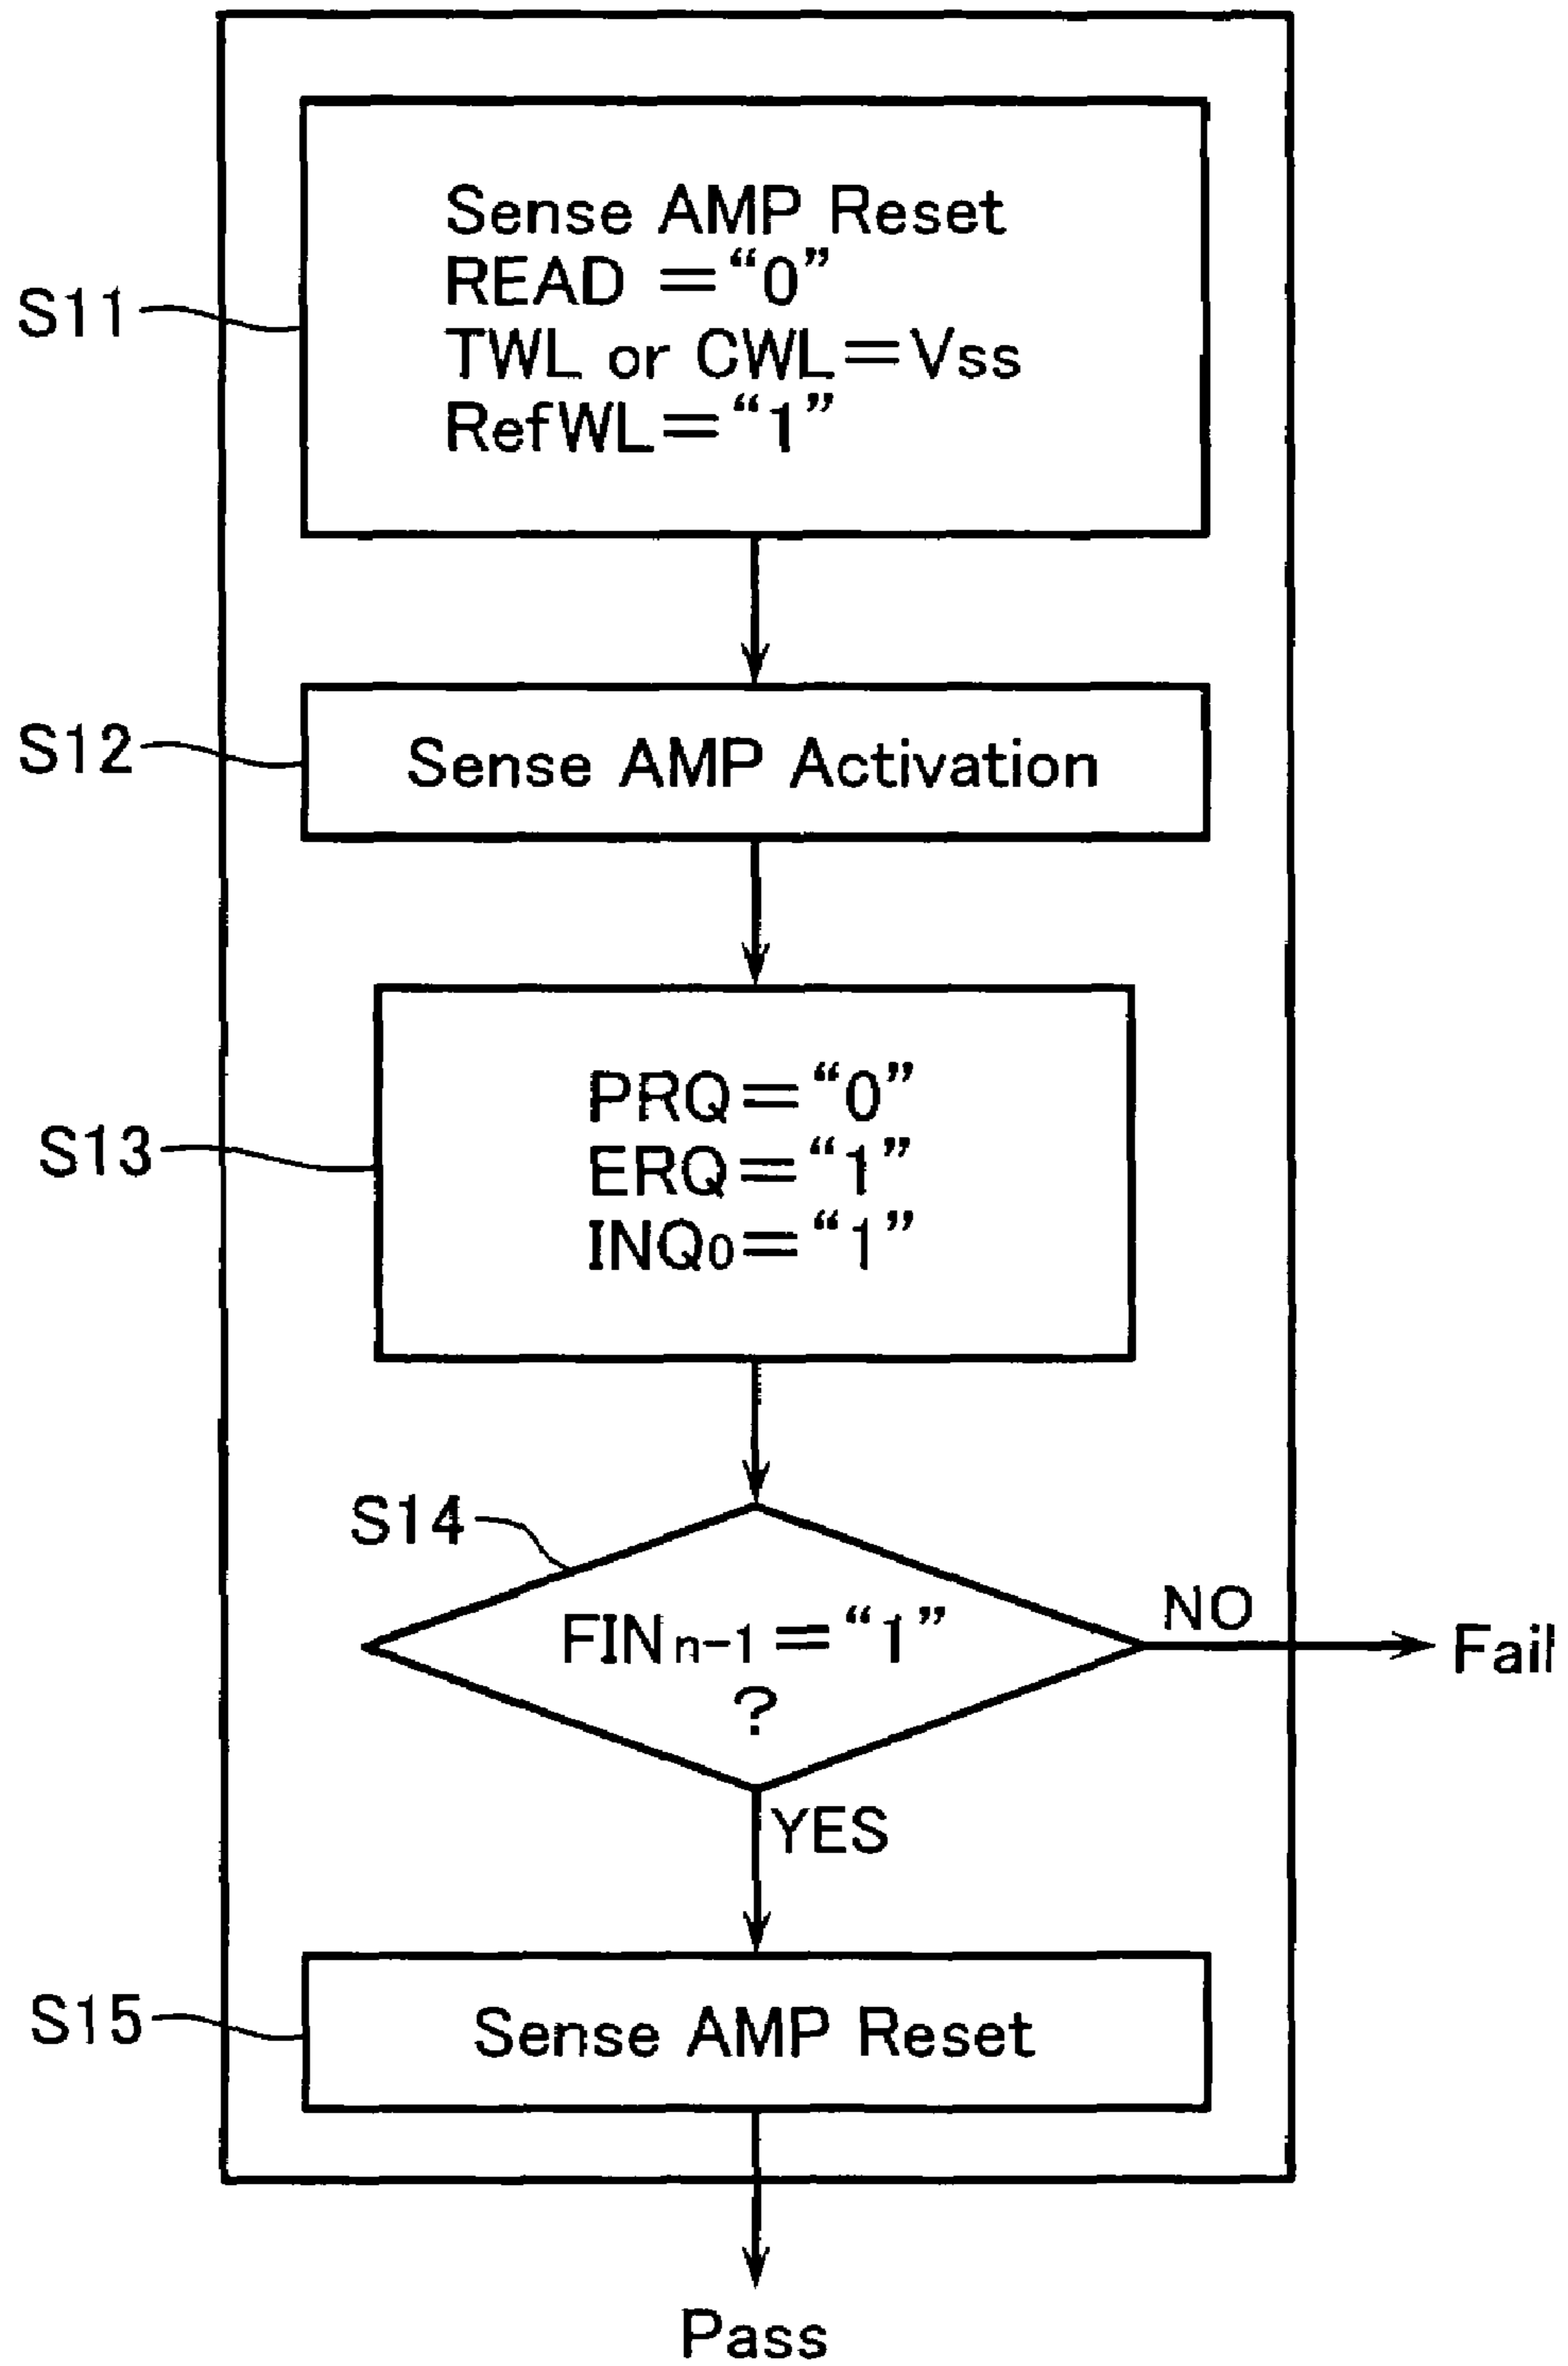 S11
Sense AMP Reset
READ =“0”
TWL or CWL=Vss
RefWL=“1”
S12
Sense AMP Activation
S13
PRQ=“0”
ERQ=“1”
INQ0=“1”
S14
FINn-1=“1”
?
NO
Fail
YES
S15
Sense AMP Reset
Pass